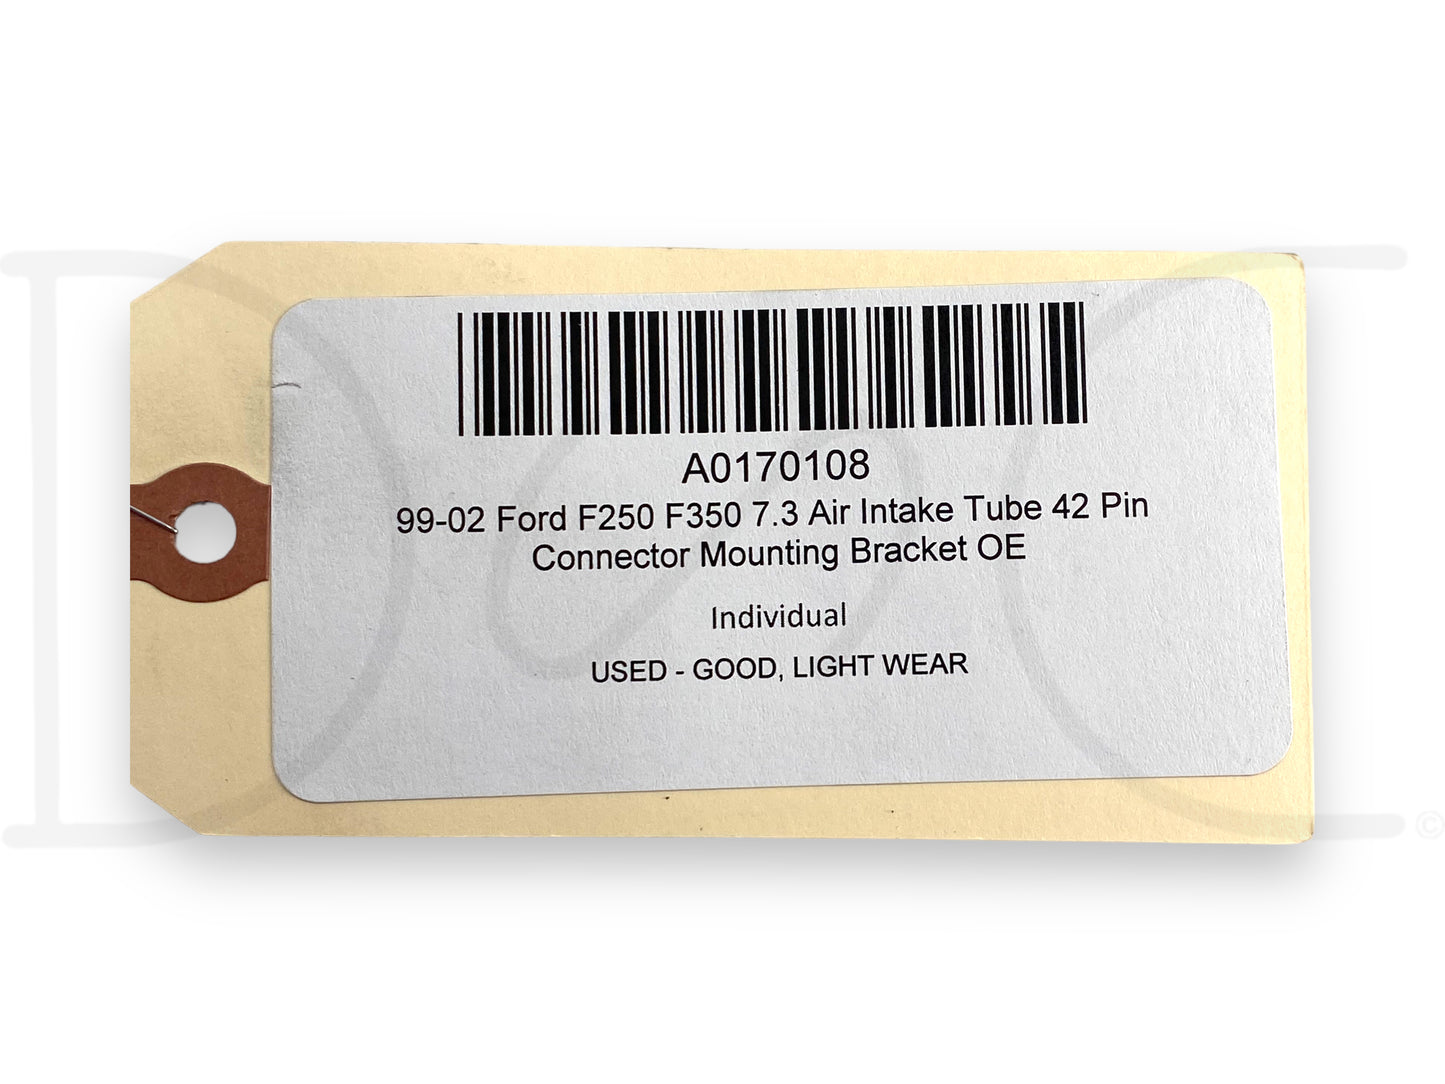 A0170108
99-02 Ford F250 F350 7.3 Air Intake Tube 42 Pin
Connector Mounting Bracket OE
Individual
USED - GOOD, LIGHT WEAR
©